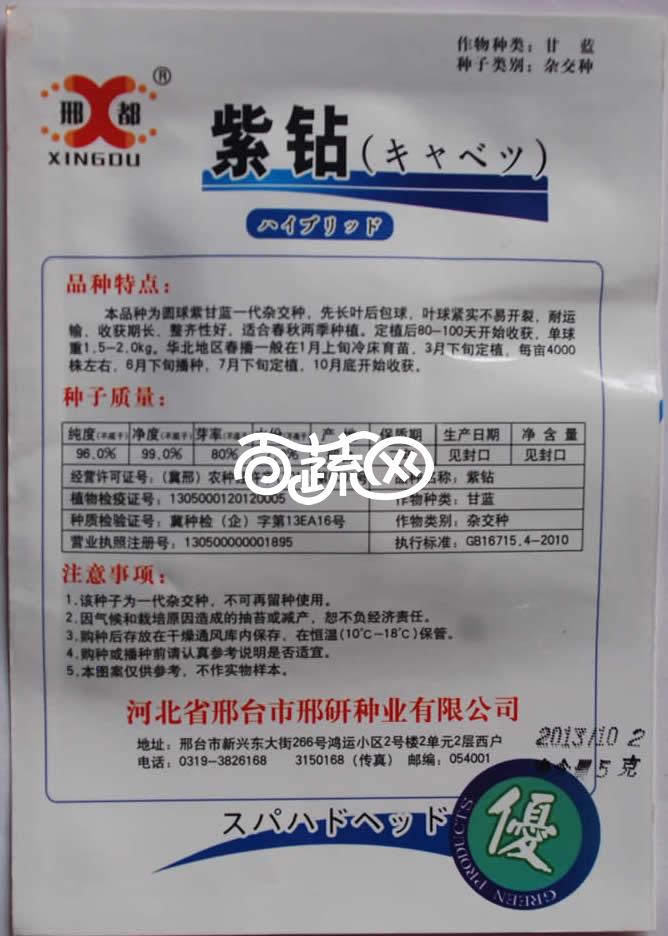 作物种类：甘 蓝
种子类别：杂交种
邢 都
®
XINGDU
紫钻(キャベツ)
ハイブリッド
品种特点：
本品种为圆球紫甘蓝一代杂交种，先长叶后包球，叶球紧实不易开裂，耐运
输、收获期长，整齐性好，适合春秋两季种植。定植后80-100天开始收获，单球
重1.5-2.0kg。华北地区春播一般在1月上旬冷床育苗，3月下旬定植，每亩4000
株左右，6月下旬播种，7月下旬定植，10月底开始收获。
种子质量：
纯度(不低于) 净度(不低于) 芽率(不低于) 保质期 生产日期 净含量
96.0% 99.0% 80% 见封口 见封口
百蔬网
经营许可证号：(冀邢) 农种 名称：紫钻
植物检疫证号：1305000120120005 作物种类：甘蓝
种质检验证号：冀种检（企）字第13EA16号 作物类别：杂交种
营业执照注册号：130500000001895 执行标准：GB16715.4-2010
注意事项：
1.该种子为一代杂交种，不可再留种使用。
2.因气候和栽培原因造成的抽苔或减产，恕不负经济责任。
3.购种后存放在干燥通风库内保存，在恒温(10℃-18℃)保管。
4.购种或播种前请认真参考说明是否适宜。
5.本图案仅供参考，不作实物样本。
河北省邢台市邢研种业有限公司
地址：邢台市新兴东大街266号鸿运小区2号楼2单元2层西户
电话：0319-3826168 3150168（传真）邮编：054001
2013/10 2
5 克
スパハドヘッド
優
GREEN PRODUCTS